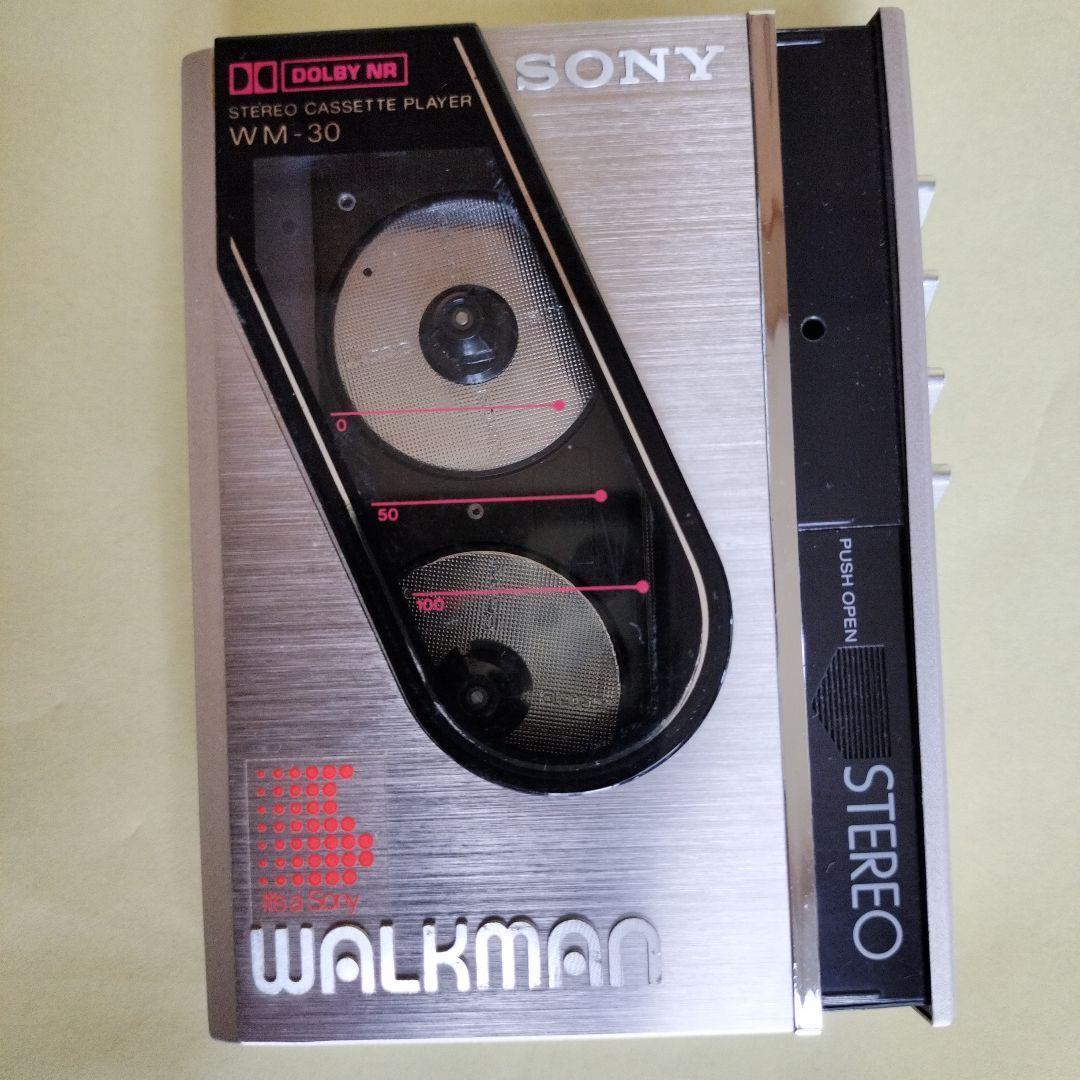 DOLBY NR
SONY
STEREO CASSETTE PLAYER
WM-30
0
50
100
PUSH OPEN
STEREO
It's a Sony
WALKMAN